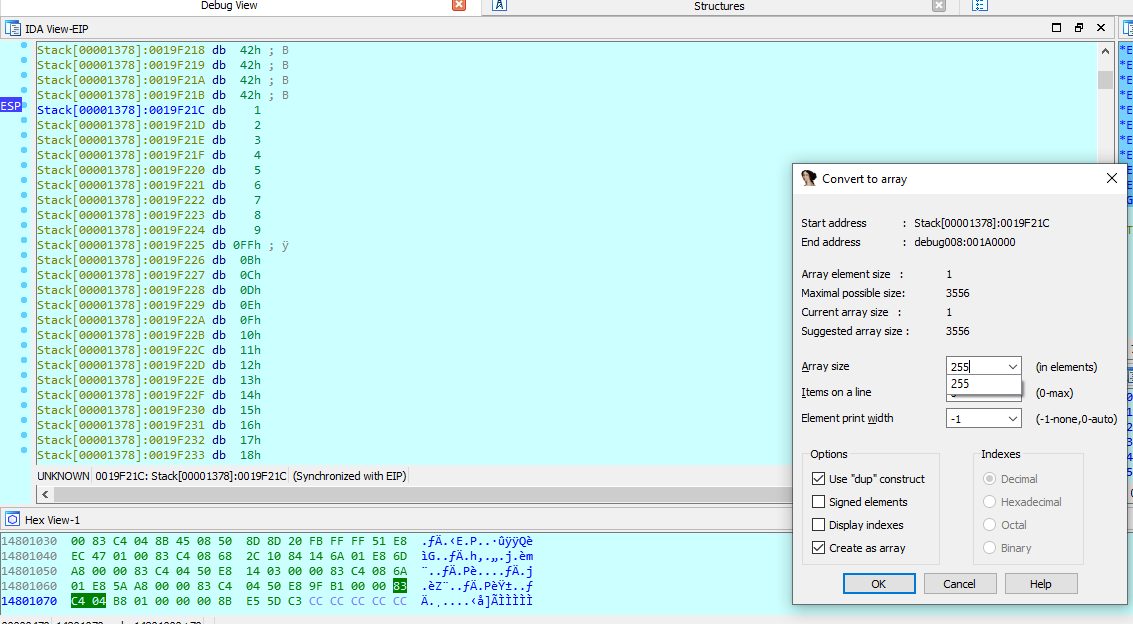 Debug View
Structures
IDA View-EIP
Stack[00001378]:0019F218 db 42h ; B
Stack[00001378]:0019F219 db 42h ; B
Stack[00001378]:0019F21A db 42h ; B
Stack[00001378]:0019F21B db 42h ; B
ESP
Stack[00001378]:0019F21C db 1
Stack[00001378]:0019F21D db 2
Stack[00001378]:0019F21E db 3
Stack[00001378]:0019F21F db 4
Stack[00001378]:0019F220 db 5
Stack[00001378]:0019F221 db 6
Stack[00001378]:0019F222 db 7
Stack[00001378]:0019F223 db 8
Stack[00001378]:0019F224 db 9
Stack[00001378]:0019F225 db 0FFh ; ÿ
Stack[00001378]:0019F226 db 0Bh
Stack[00001378]:0019F227 db 0Ch
Stack[00001378]:0019F228 db 0Dh
Stack[00001378]:0019F229 db 0Eh
Stack[00001378]:0019F22A db 0Fh
Stack[00001378]:0019F22B db 10h
Stack[00001378]:0019F22C db 11h
Stack[00001378]:0019F22D db 12h
Stack[00001378]:0019F22E db 13h
Stack[00001378]:0019F22F db 14h
Stack[00001378]:0019F230 db 15h
Stack[00001378]:0019F231 db 16h
Stack[00001378]:0019F232 db 17h
Stack[00001378]:0019F233 db 18h
UNKNOWN 0019F21C: Stack[00001378]:0019F21C (Synchronized with EIP)
Hex View-1
14801030 00 83 C4 04 8B 45 08 50 8D 8D 20 FB FF FF 51 E8 .ƒÄ.‹E.P..·ûÿÿQè
14801040 EC 47 01 00 83 C4 08 68 2C 10 84 14 6A 01 E8 6D ìG..ƒÄ.h,.„.j.èm
14801050 A8 00 00 83 C4 04 50 E8 14 03 00 00 83 C4 08 6A ¨..ƒÄ.Pè....ƒÄ.j
14801060 01 E8 5A A8 00 00 83 C4 04 50 E8 9F B1 00 00 83 .èZ¨..ƒÄ.PèŸ±..ƒ
14801070 C4 04 B8 01 00 00 00 8B E5 5D C3 CC CC CC CC CC Ä.¸....‹å]ÃÌÌÌÌÌ
Convert to array
Start address : Stack[00001378]:0019F21C
End address : debug008:001A0000
Array element size : 1
Maximal possible size: 3556
Current array size : 1
Suggested array size : 3556
Array size 255 (in elements)
255
Items on a line (0-max)
Element print width -1 (-1-none,0-auto)
Options
Use "dup" construct
Signed elements
Display indexes
Create as array
Indexes
Decimal
Hexadecimal
Octal
Binary
OK
Cancel
Help